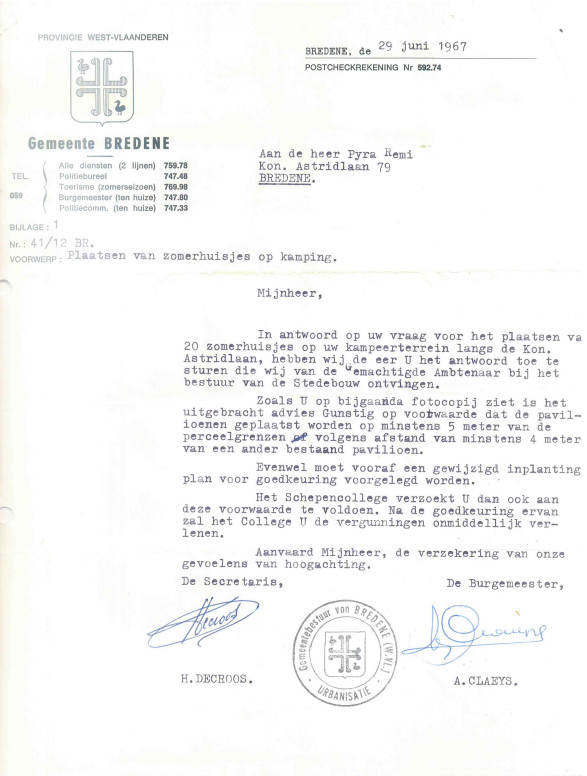 PROVINCIE WEST-VLAANDEREN
BREDENE, de 29 juni 1967
POSTCHECKREKENING Nr 592.74
Gemeente BREDENE
Aan de heer Pyra Remi
Kon. Astridlaan 79
BREDENE.
TEL. 059
Alle diensten (2 lijnen) 759.78
Politiebureel 747.48
Toerisme (zomerseizoen) 769.98
Burgemeester (ten huize) 747.80
Politiecomm. (ten huize) 747.33
BIJLAGE: 1
Nr.: 41/12 BR.
VOORWERP: Plaatsen van zomerhuisjes op kamping.
Mijnheer,
In antwoord op uw vraag voor het plaatsen va
20 zomerhuisjes op uw kampeerterrein langs de Kon.
Astridlaan, hebben wij de eer U het antwoord toe te
sturen die wij van de Gemachtigde Ambtenaar bij het
bestuur van de Stedebouw ontvingen.
Zoals U op bijgaanda fotocopij ziet is het
uitgebracht advies Gunstig op voorwaarde dat de pavil-
ioenen geplaatst worden op minstens 5 meter van de
perceelgrenzen of volgens afstand van minstens 4 meter
van een ander bestaand pavilioen.
Evenwel moet vooraf een gewijzigd inplanting
plan voor goedkeuring voorgelegd worden.
Het Schepencollege verzoekt U dan ook aan
deze voorwaarde te voldoen. Na de goedkeuring ervan
zal het College U de vergunningen onmiddellijk ver-
lenen.
Aanvaard Mijnheer, de verzekering van onze
gevoelens van hoogachting.
De Secretaris,
De Burgemeester,
Gemeentebestuur van BREDENE (W.VL.)
URBANISATIE
H. DECROOS.
A. CLAEYS.